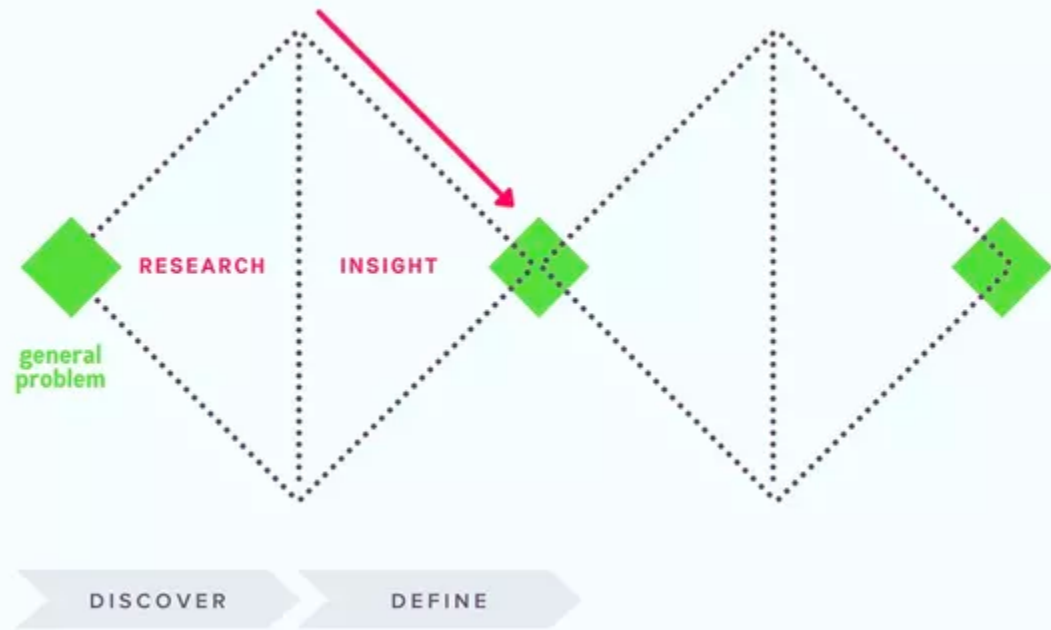 RESEARCH
INSIGHT
general
problem
DISCOVER
DEFINE